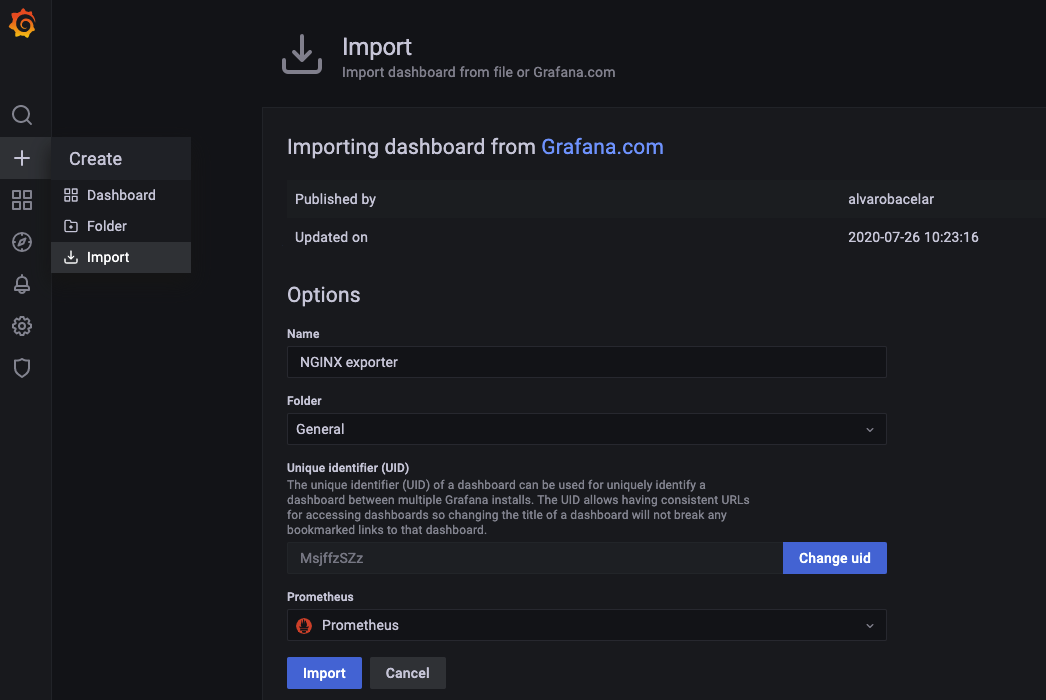 Import
Import dashboard from file or Grafana.com
Create
Dashboard
Folder
Import
Importing dashboard from Grafana.com
Published by alvarobacelar
Updated on 2020-07-26 10:23:16
Options
Name
NGINX exporter
Folder
General
Unique identifier (UID)
The unique identifier (UID) of a dashboard can be used for uniquely identify a
dashboard between multiple Grafana installs. The UID allows having consistent URLs
for accessing dashboards so changing the title of a dashboard will not break any
bookmarked links to that dashboard.
MsjffzSZz Change uid
Prometheus
Prometheus
Import Cancel